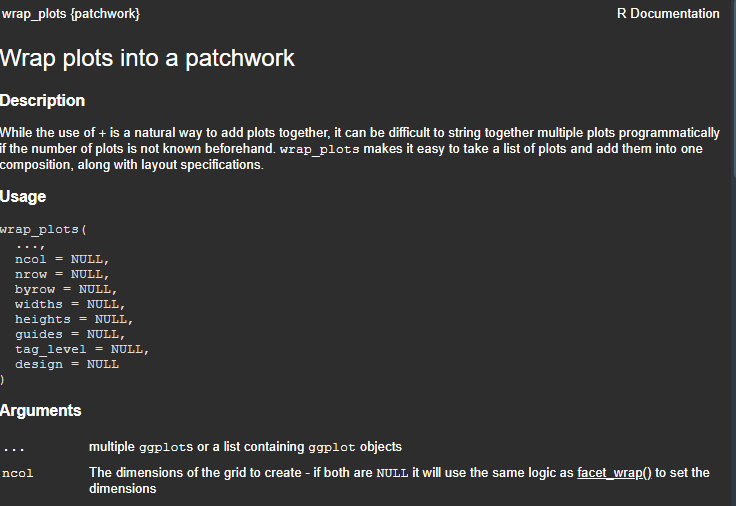 wrap_plots {patchwork} R Documentation
Wrap plots into a patchwork
Description
While the use of + is a natural way to add plots together, it can be difficult to string together multiple plots programmatically
if the number of plots is not known beforehand. wrap_plots makes it easy to take a list of plots and add them into one
composition, along with layout specifications.
Usage
wrap_plots(
  ...,
  ncol = NULL,
  nrow = NULL,
  byrow = NULL,
  widths = NULL,
  heights = NULL,
  guides = NULL,
  tag_level = NULL,
  design = NULL
)
Arguments
... multiple ggplots or a list containing ggplot objects
ncol The dimensions of the grid to create - if both are NULL it will use the same logic as facet_wrap() to set the
dimensions